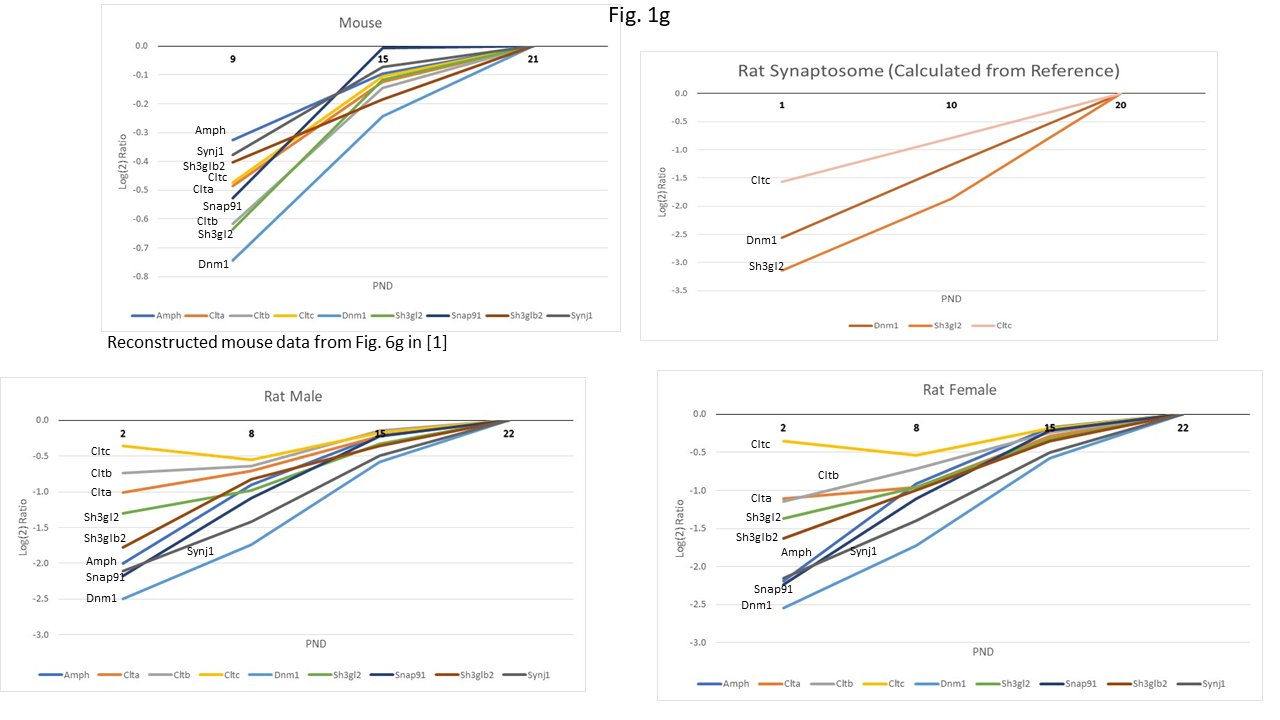 Fig. 1g
Mouse
0.0
-0.1
-0.2
-0.3
-0.4
-0.5
-0.6
-0.7
-0.8
9
15
21
Log(2) Ratio
Amph
Synj1
Sh3glb2
Cltc
Clta
Snap91
Cltb
Sh3gl2
Dnm1
PND
Amph Clta Cltb Cltc Dnm1 Sh3gl2 Snap91 Sh3glb2 Synj1
Reconstructed mouse data from Fig. 6g in [1]
Rat Synaptosome (Calculated from Reference)
0.0
-0.5
-1.0
-1.5
-2.0
-2.5
-3.0
-3.5
1
10
20
Log(2) Ratio
Cltc
Dnm1
Sh3gl2
PND
Dnm1 Sh3gl2 Cltc
Rat Male
0.0
-0.5
-1.0
-1.5
-2.0
-2.5
-3.0
2
8
15
22
Log(2) Ratio
Cltc
Cltb
Clta
Sh3gl2
Sh3glb2
Synj1
Amph
Snap91
Dnm1
PND
Amph Clta Cltb Cltc Dnm1 Sh3gl2 Snap91 Sh3glb2 Synj1
Rat Female
0.0
-0.5
-1.0
-1.5
-2.0
-2.5
-3.0
2
8
15
22
Log(2) Ratio
Cltc
Cltb
Clta
Sh3gl2
Sh3glb2
Amph
Synj1
Snap91
Dnm1
PND
Amph Clta Cltb Cltc Dnm1 Sh3gl2 Snap91 Sh3glb2 Synj1